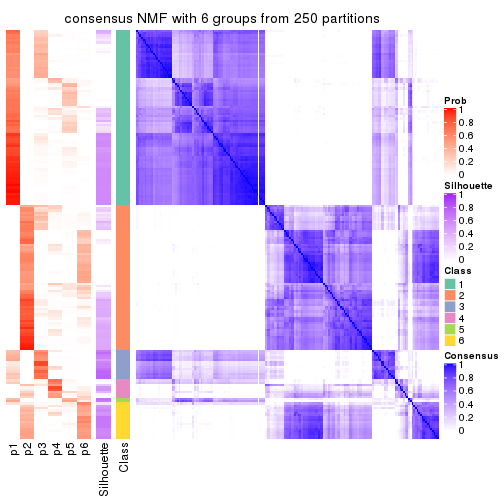 consensus NMF with 6 groups from 250 partitions
Prob
1
0.8
0.6
0.4
0.2
0
Silhouette
1
0.8
0.6
0.4
0.2
0
Class
1
2
3
4
5
6
Consensus
1
0.8
0.6
0.4
0.2
0
p1
p2
p3
p4
p5
p6
Silhouette
Class